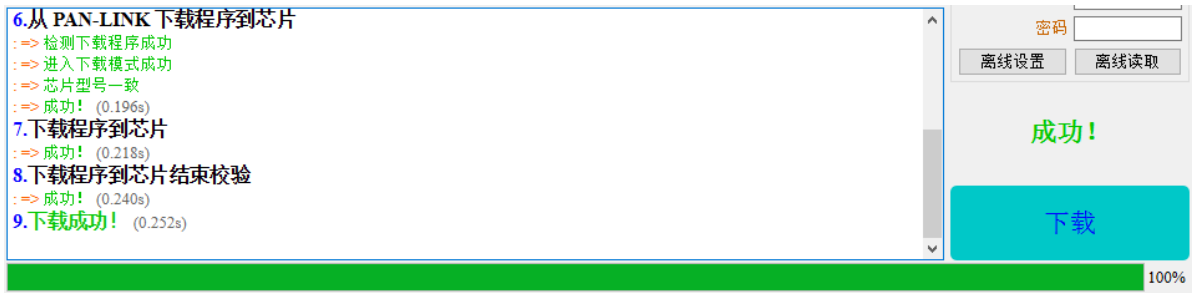 6.从 PAN-LINK 下载程序到芯片
: => 检测下载程序成功
: => 进入下载模式成功
: => 芯片型号一致
: => 成功！ (0.196s)
7.下载程序到芯片
: => 成功！ (0.218s)
8.下载程序到芯片结束校验
: => 成功！ (0.240s)
9.下载成功！ (0.252s)
密码
离线设置 离线读取
成功！
下载
100%